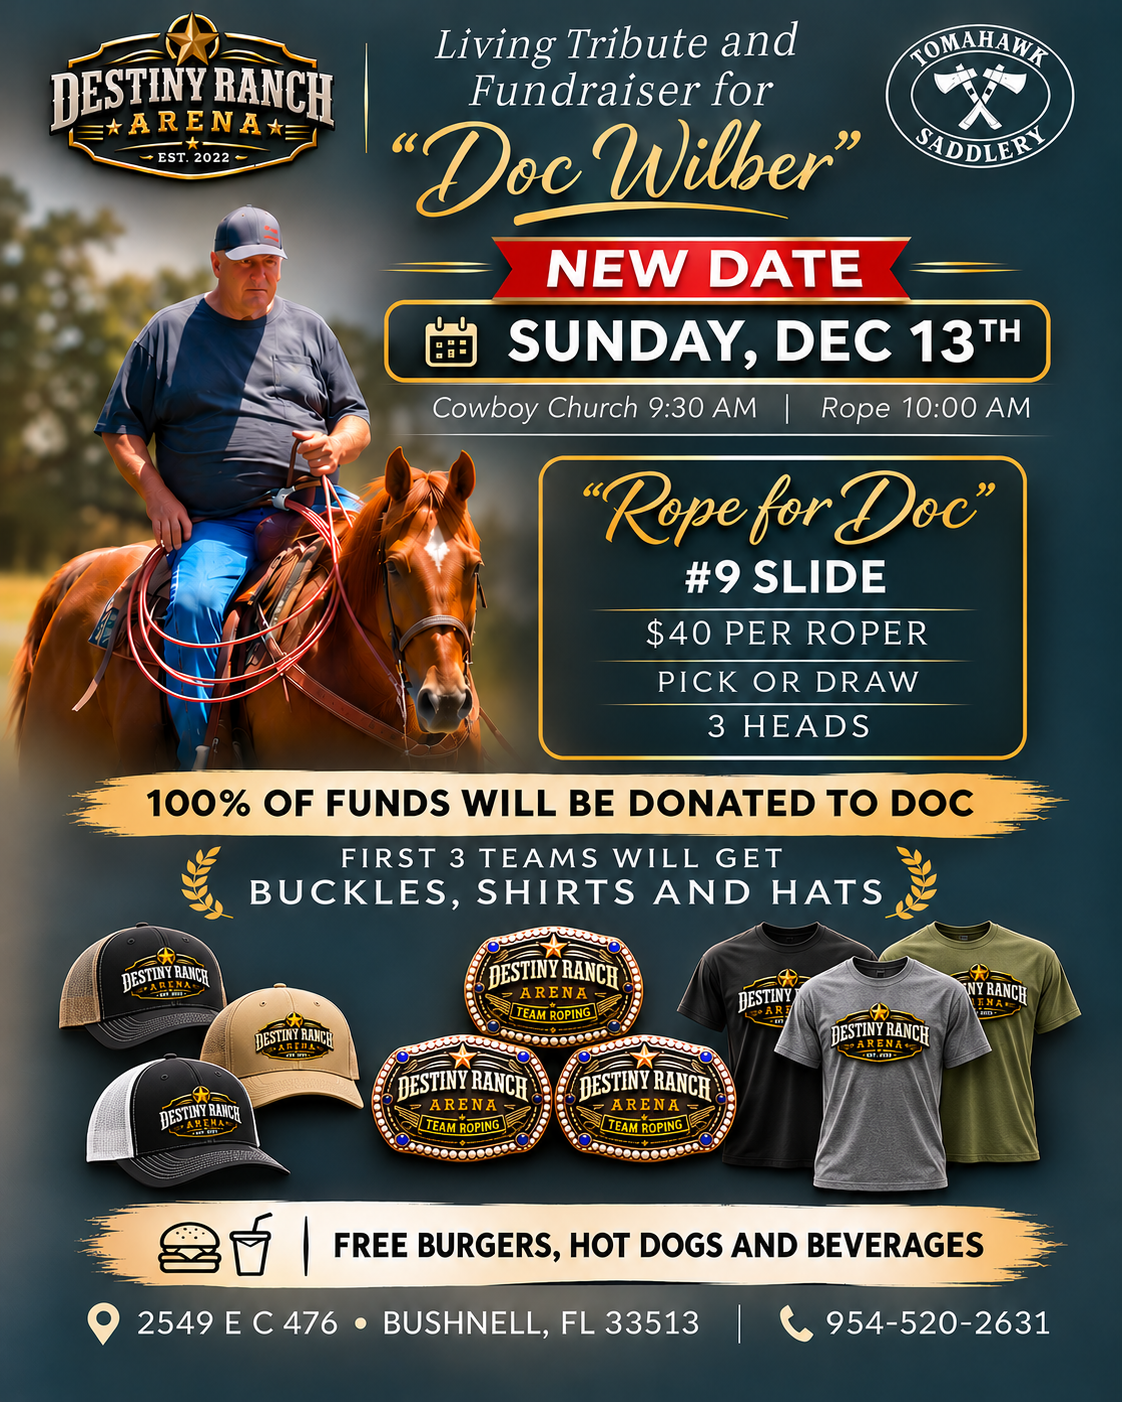 DESTINY RANCH
ARENA
EST. 2022
Living Tribute and
Fundraiser for
“Doc Wilber”
TOMAHAWK
SADDLERY
NEW DATE
SUNDAY, DEC 13TH
Cowboy Church 9:30 AM | Rope 10:00 AM
“Rope for Doc”
#9 SLIDE
$40 PER ROPER
PICK OR DRAW
3 HEADS
100% OF FUNDS WILL BE DONATED TO DOC
FIRST 3 TEAMS WILL GET
BUCKLES, SHIRTS AND HATS
DESTINY RANCH
ARENA
DESTINY RANCH
ARENA
DESTINY RANCH
ARENA
DESTINY RANCH
ARENA
TEAM ROPING
DESTINY RANCH
ARENA
TEAM ROPING
DESTINY RANCH
ARENA
TEAM ROPING
DESTINY
DESTINY RANCH
ARENA
RANCH
FREE BURGERS, HOT DOGS AND BEVERAGES
2549 E C 476 • BUSHNELL, FL 33513 | 954-520-2631